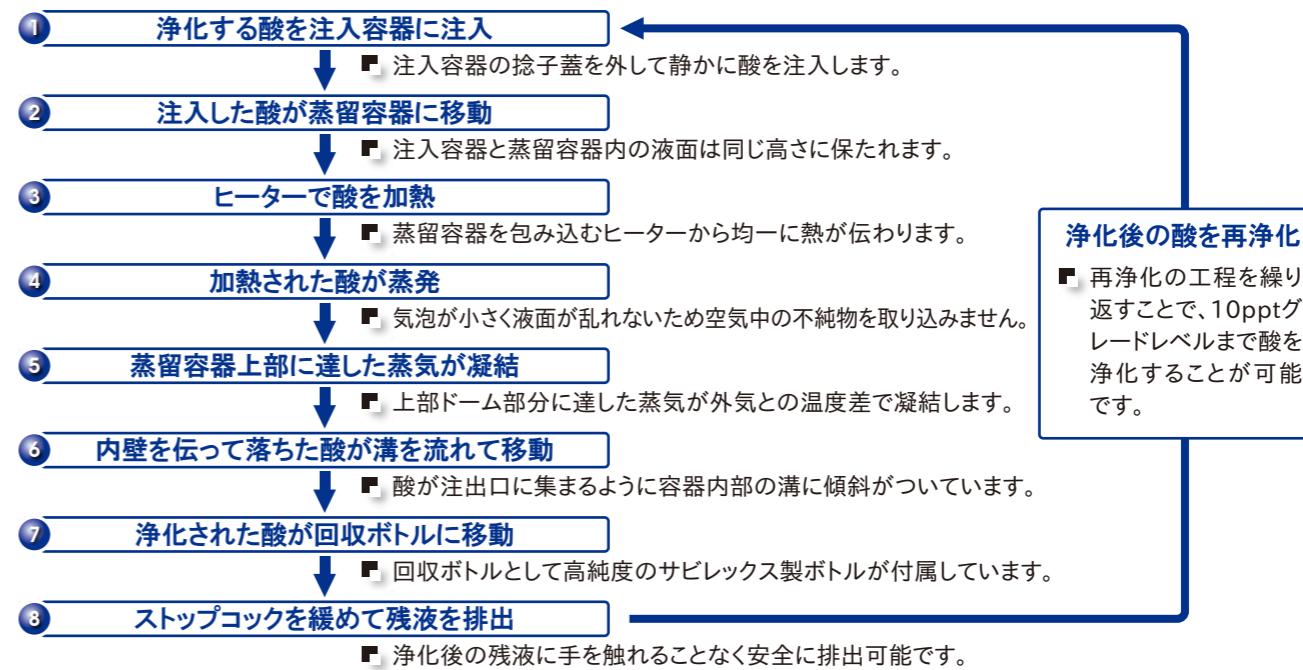 1 浄化する酸を注入容器に注入
注入容器の捻子蓋を外して静かに酸を注入します。
2 注入した酸が蒸留容器に移動
注入容器と蒸留容器内の液面は同じ高さに保たれます。
3 ヒーターで酸を加熱
蒸留容器を包み込むヒーターから均一に熱が伝わります。
4 加熱された酸が蒸発
気泡が小さく液面が乱れないため空気中の不純物を取り込みません。
5 蒸留容器上部に達した蒸気が凝結
上部ドーム部分に達した蒸気が外気との温度差で凝結します。
6 内壁を伝って落ちた酸が溝を流れて移動
酸が注出口に集まるように容器内部の溝に傾斜がついています。
7 浄化された酸が回収ボトルに移動
回収ボトルとして高純度のサビレックス製ボトルが付属しています。
8 ストップコックを緩めて残液を排出
浄化後の残液に手を触れることなく安全に排出可能です。
浄化後の酸を再浄化
再浄化の工程を繰り
返すことで、10pptグ
レードレベルまで酸を
浄化することが可能
です。